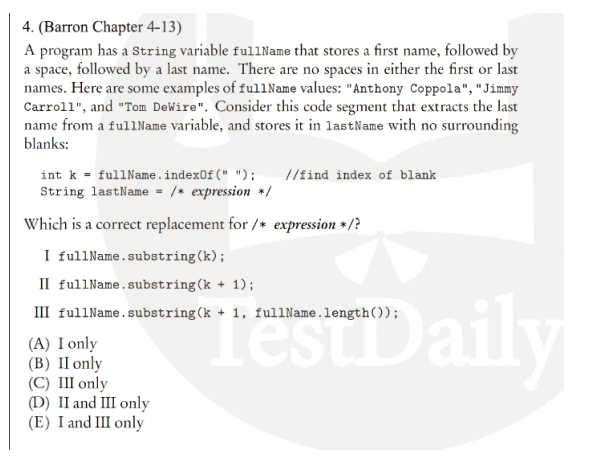 4. (Barron Chapter 4-13)
A program has a String variable fullName that stores a first name, followed by
a space, followed by a last name. There are no spaces in either the first or last
names. Here are some examples of fullName values: "Anthony Coppola", "Jimmy
Carroll", and "Tom DeWire". Consider this code segment that extracts the last
name from a fullName variable, and stores it in lastName with no surrounding
blanks:
int k = fullName.indexOf(" "); //find index of blank
String lastName = /* expression */
Which is a correct replacement for /* expression */?
I fullName.substring(k);
II fullName.substring(k + 1);
III fullName.substring(k + 1, fullName.length());
TestDaily
(A) I only
(B) II only
(C) III only
(D) II and III only
(E) I and III only